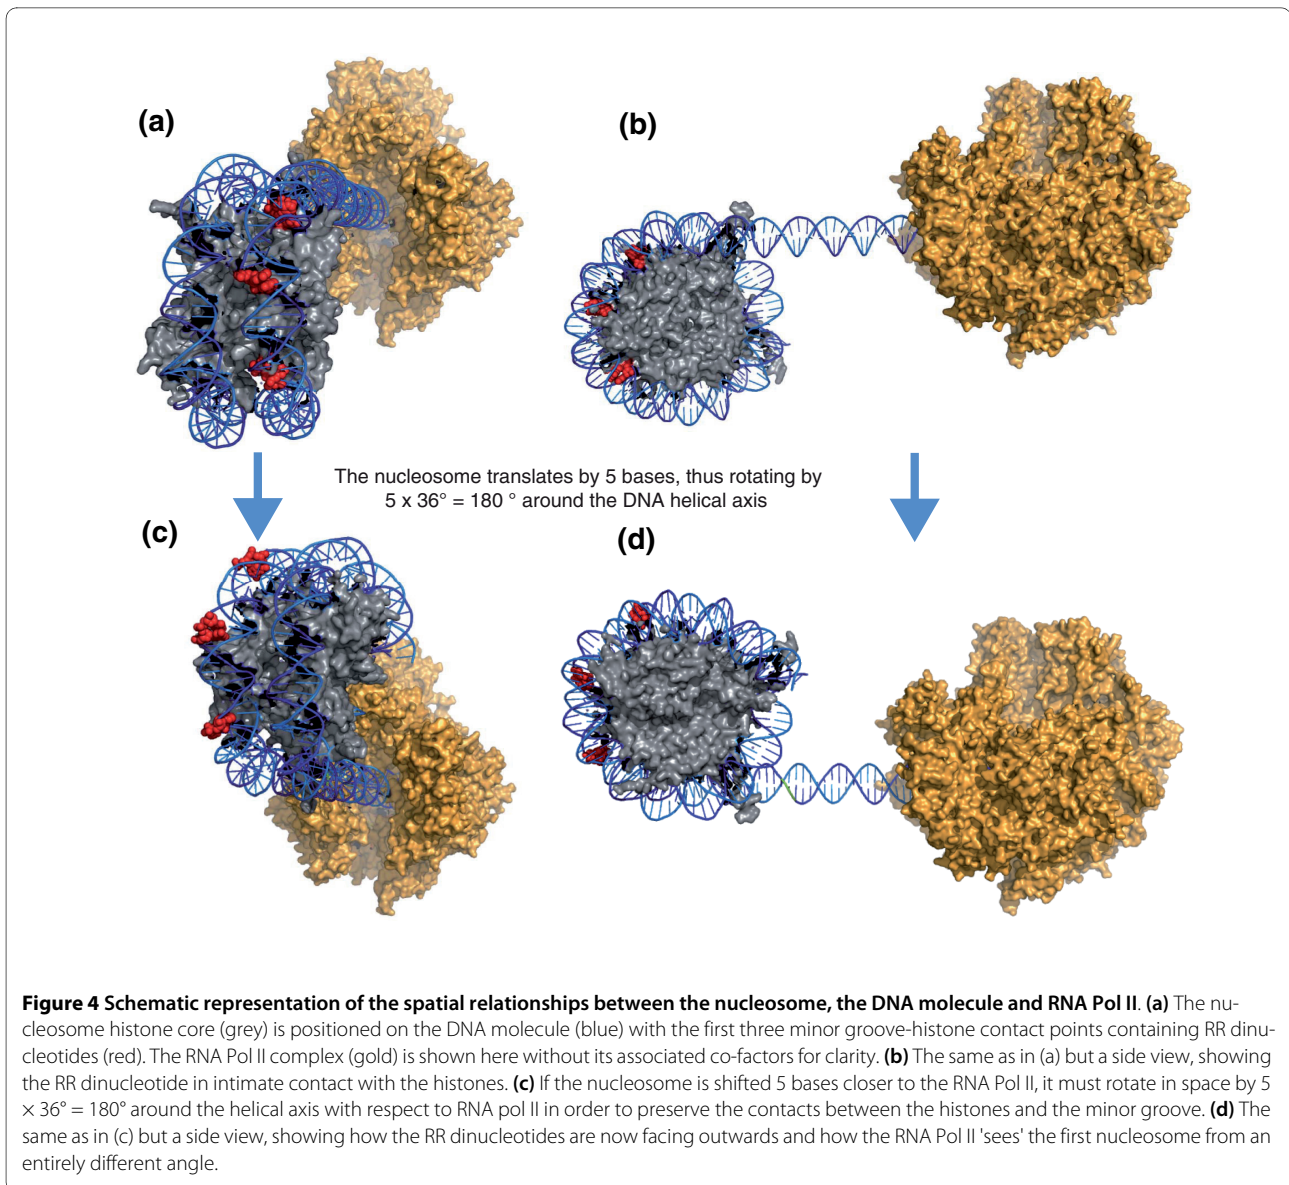 (a)
(b)
The nucleosome translates by 5 bases, thus rotating by
5 x 36° = 180 ° around the DNA helical axis
(c)
(d)
Figure 4 Schematic representation of the spatial relationships between the nucleosome, the DNA molecule and RNA Pol II. (a) The nu-
cleosome histone core (grey) is positioned on the DNA molecule (blue) with the first three minor groove-histone contact points containing RR dinu-
cleotides (red). The RNA Pol II complex (gold) is shown here without its associated co-factors for clarity. (b) The same as in (a) but a side view, showing
the RR dinucleotide in intimate contact with the histones. (c) If the nucleosome is shifted 5 bases closer to the RNA Pol II, it must rotate in space by 5
× 36° = 180° around the helical axis with respect to RNA pol II in order to preserve the contacts between the histones and the minor groove. (d) The
same as in (c) but a side view, showing how the RR dinucleotides are now facing outwards and how the RNA Pol II 'sees' the first nucleosome from an
entirely different angle.